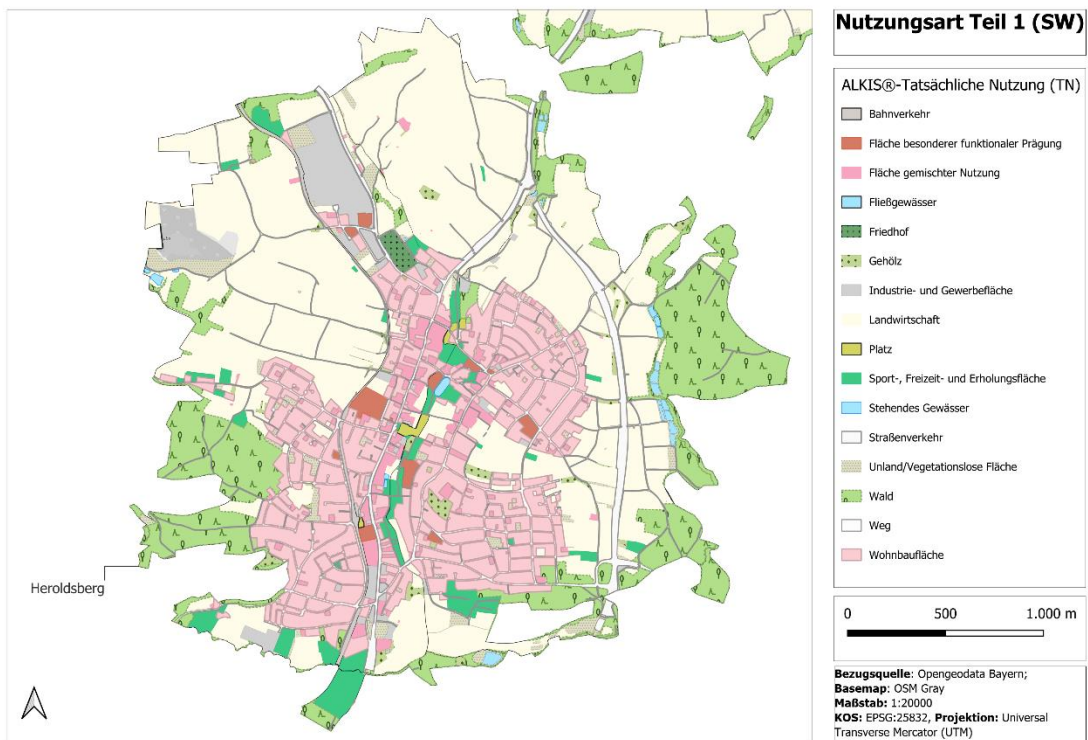 Nutzungsart Teil 1 (SW)
ALKIS®-Tatsächliche Nutzung (TN)
Bahnverkehr
Fläche besonderer funktionaler Prägung
Fläche gemischter Nutzung
Fließgewässer
Friedhof
Gehölz
Industrie- und Gewerbefläche
Landwirtschaft
Platz
Sport-, Freizeit- und Erholungsfläche
Stehendes Gewässer
Straßenverkehr
Unland/Vegetationslose Fläche
Wald
Weg
Wohnbaufläche
Heroldsberg
0 500 1.000 m
Bezugsquelle: Opengeodata Bayern;
Basemap: OSM Gray
Maßstab: 1:20000
KOS: EPSG:25832, Projektion: Universal
Transverse Mercator (UTM)